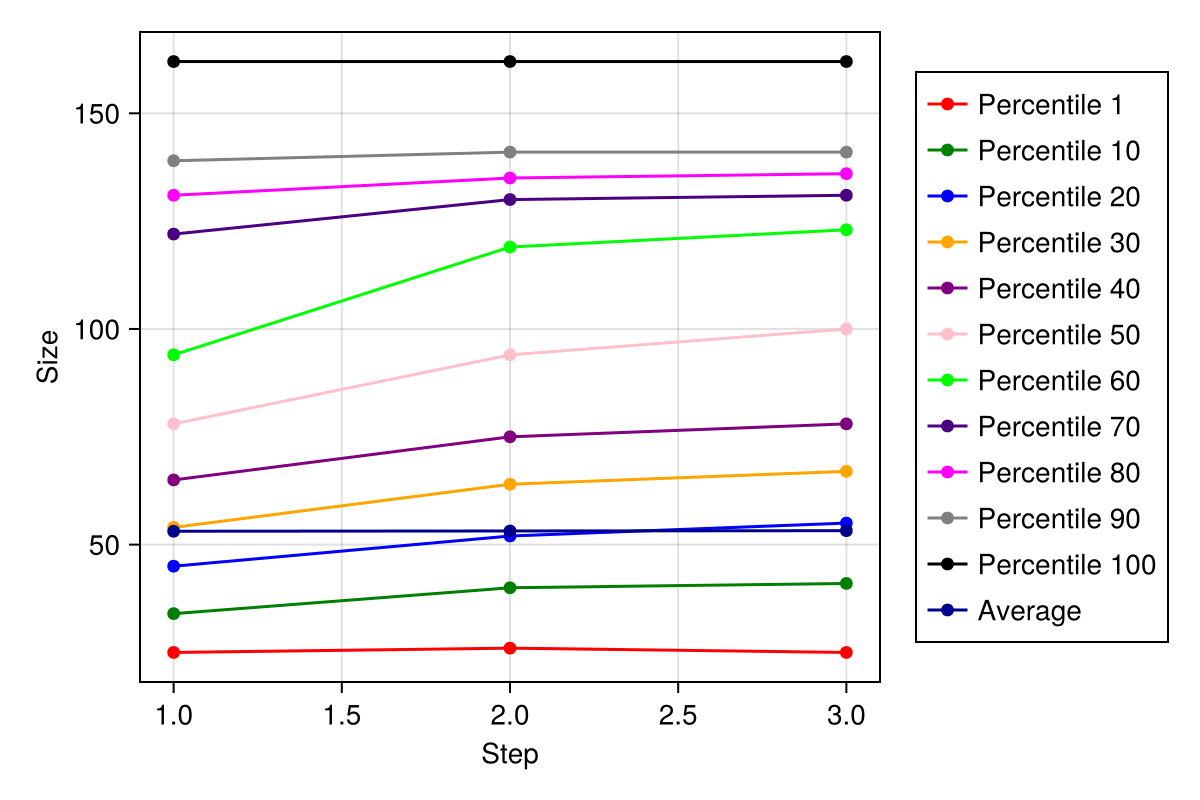 150
100
50
Size
1.0 1.5 2.0 2.5 3.0
Step
Percentile 1
Percentile 10
Percentile 20
Percentile 30
Percentile 40
Percentile 50
Percentile 60
Percentile 70
Percentile 80
Percentile 90
Percentile 100
Average